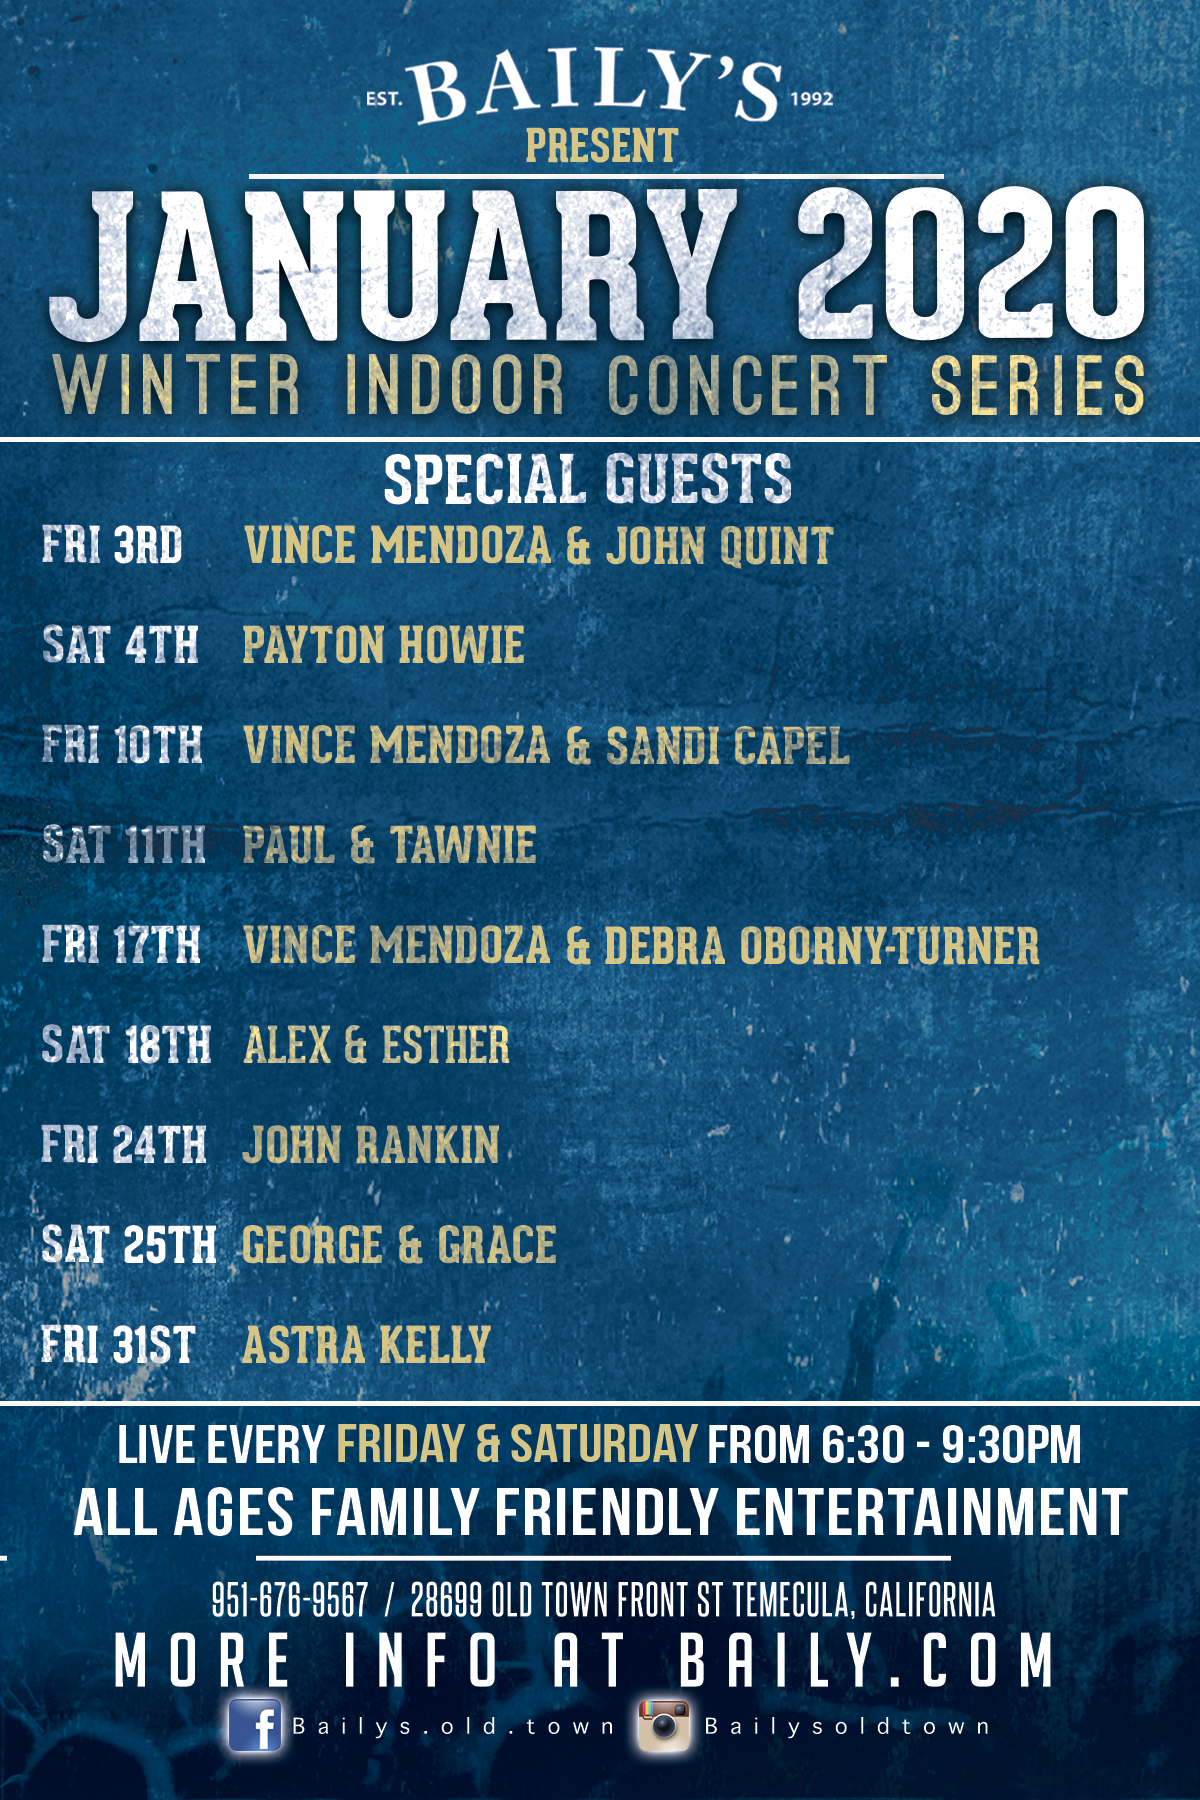 EST. BAILY'S 1992
PRESENT
JANUARY 2020
WINTER INDOOR CONCERT SERIES
SPECIAL GUESTS
FRI 3RD VINCE MENDOZA & JOHN QUINT
SAT 4TH PAYTON HOWIE
FRI 10TH VINCE MENDOZA & SANDI CAPEL
SAT 11TH PAUL & TAWNIE
FRI 17TH VINCE MENDOZA & DEBRA OBORNY-TURNER
SAT 18TH ALEX & ESTHER
FRI 24TH JOHN RANKIN
SAT 25TH GEORGE & GRACE
FRI 31ST ASTRA KELLY
LIVE EVERY FRIDAY & SATURDAY FROM 6:30 - 9:30PM
ALL AGES FAMILY FRIENDLY ENTERTAINMENT
951-676-9567 / 28699 OLD TOWN FRONT ST TEMECULA, CALIFORNIA
MORE INFO AT BAILY.COM
f Bailys.old.town Bailysoldtown